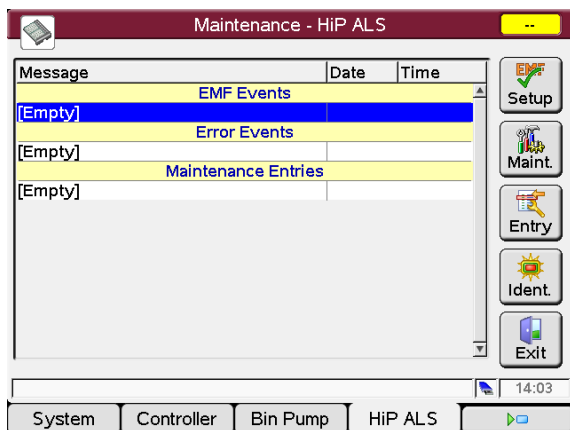 Maintenance - HiP ALS
--
Message Date Time
EMF Events
[Empty]
Error Events
[Empty]
Maintenance Entries
[Empty]
EMF
Setup
Maint.
Entry
Ident.
Exit
14:03
System Controller Bin Pump HiP ALS